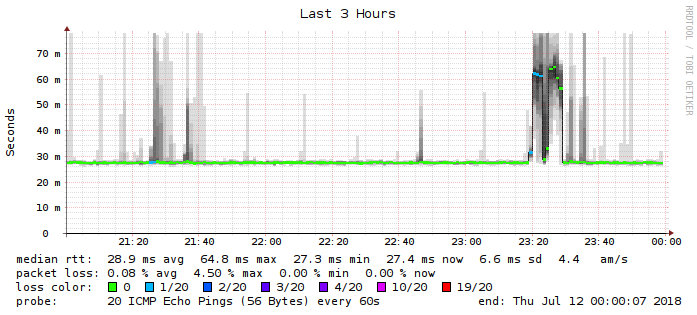 Last 3 Hours
RRDTOOL / TOBI OETIKER
Seconds
70 m
60 m
50 m
40 m
30 m
20 m
10 m
0
21:20 21:40 22:00 22:20 22:40 23:00 23:20 23:40 00:00
median rtt: 28.9 ms avg 64.8 ms max 27.3 ms min 27.4 ms now 6.6 ms sd 4.4 am/s
packet loss: 0.08 % avg 4.50 % max 0.00 % min 0.00 % now
loss color: 0 1/20 2/20 3/20 4/20 10/20 19/20
probe: 20 ICMP Echo Pings (56 Bytes) every 60s end: Thu Jul 12 00:00:07 2018